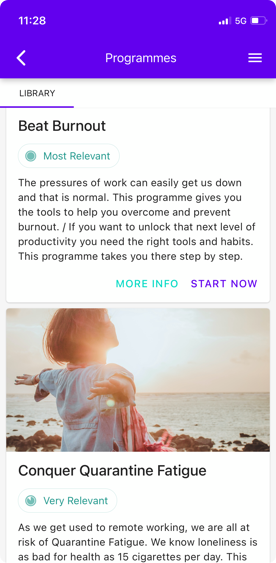 11:28
5G
Programmes
LIBRARY
Beat Burnout
Most Relevant
The pressures of work can easily get us down
and that is normal. This programme gives you
the tools to help you overcome and prevent
burnout. / If you want to unlock that next level of
productivity you need the right tools and habits.
This programme takes you there step by step.
MORE INFO START NOW
Conquer Quarantine Fatigue
Very Relevant
As we get used to remote working, we are all at
risk of Quarantine Fatigue. We know loneliness is
as bad for health as 15 cigarettes per day. This